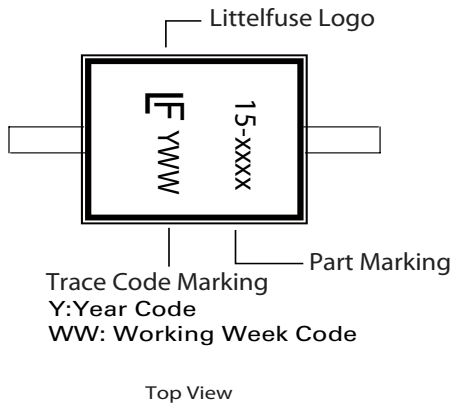 Littelfuse Logo
LF YWW
15-xxxx
Part Marking
Trace Code Marking
Y:Year Code
WW: Working Week Code
Top View